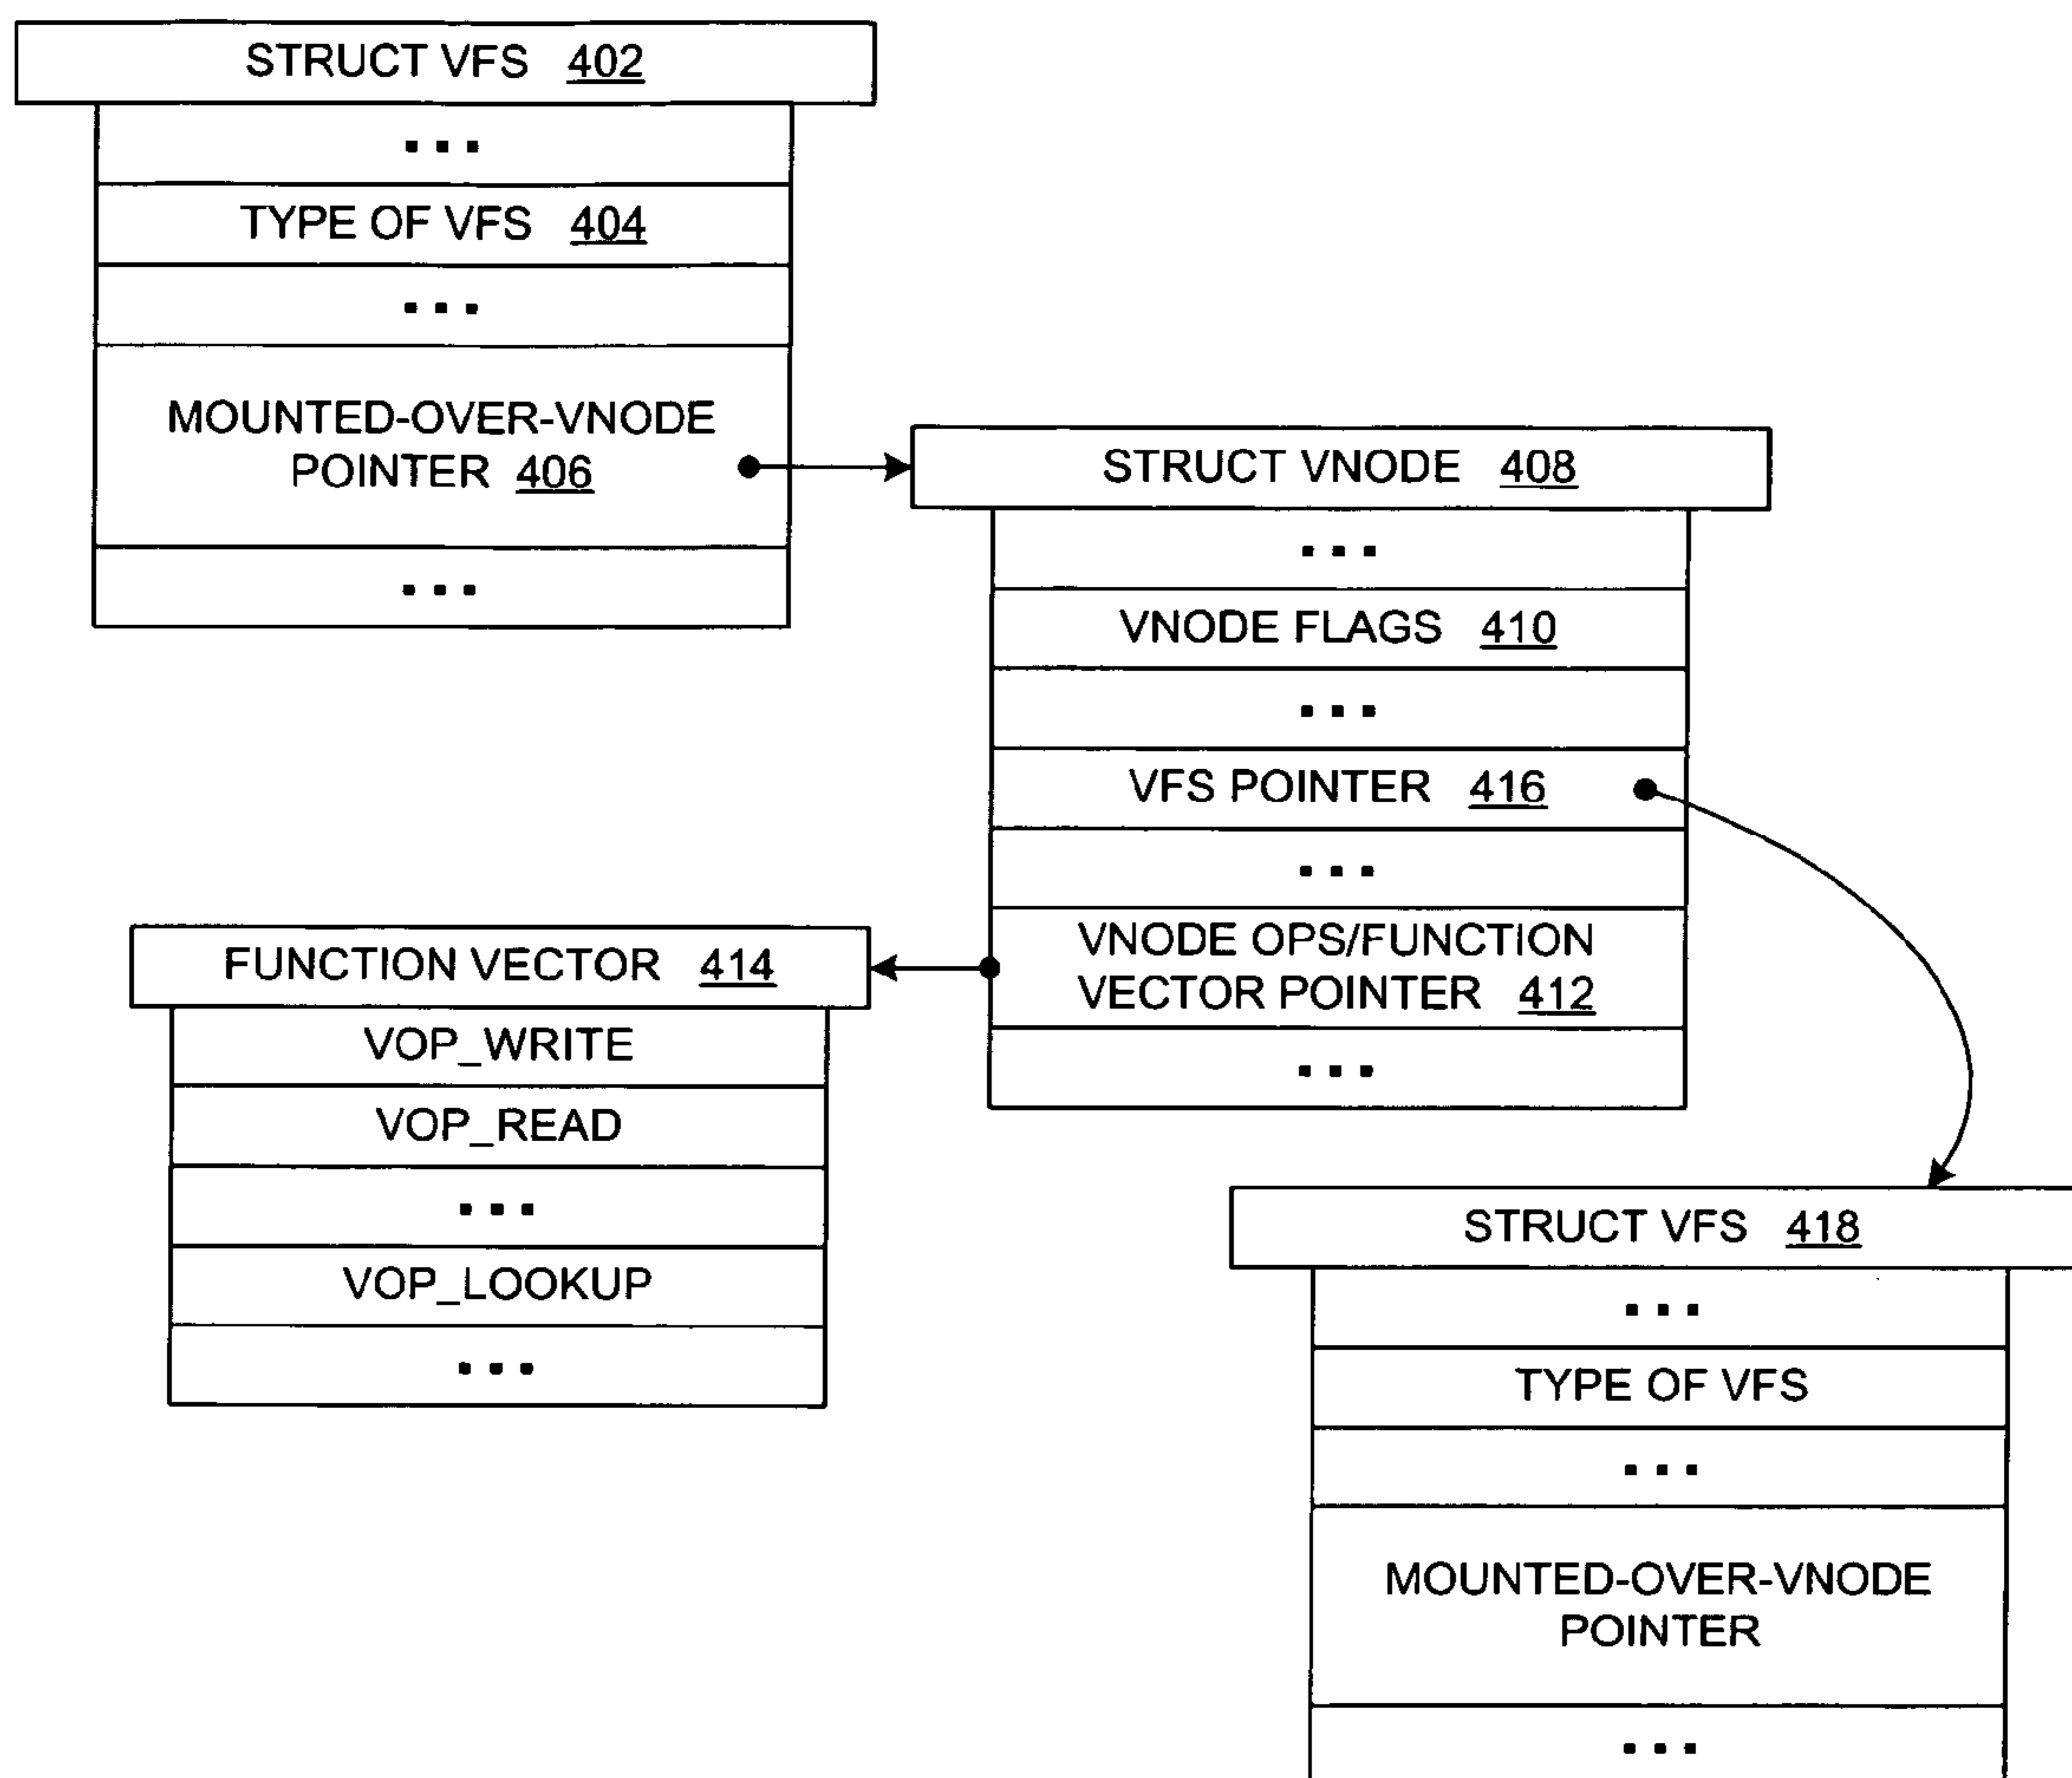 STRUCT VFS 402
...
TYPE OF VFS 404
...
MOUNTED-OVER-VNODE
POINTER 406
...
STRUCT VNODE 408
...
VNODE FLAGS 410
...
VFS POINTER 416
...
VNODE OPS/FUNCTION
VECTOR POINTER 412
...
FUNCTION VECTOR 414
VOP_WRITE
VOP_READ
...
VOP_LOOKUP
...
STRUCT VFS 418
...
TYPE OF VFS
...
MOUNTED-OVER-VNODE
POINTER
...